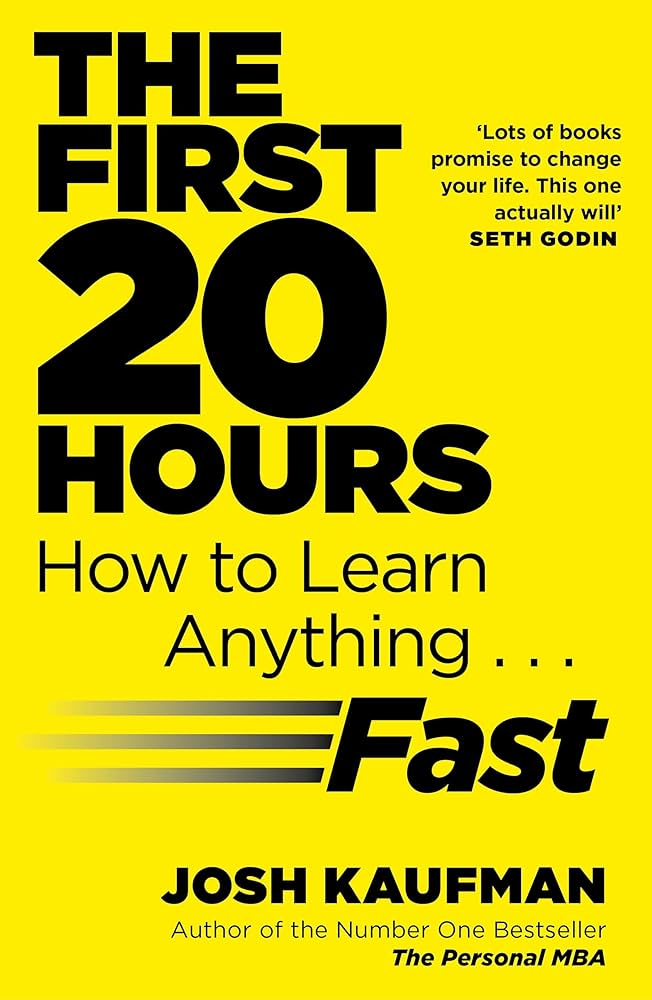 THE
FIRST
20
HOURS
‘Lots of books
promise to change
your life. This one
actually will’
SETH GODIN
How to Learn
Anything . . .
Fast
JOSH KAUFMAN
Author of the Number One Bestseller
The Personal MBA